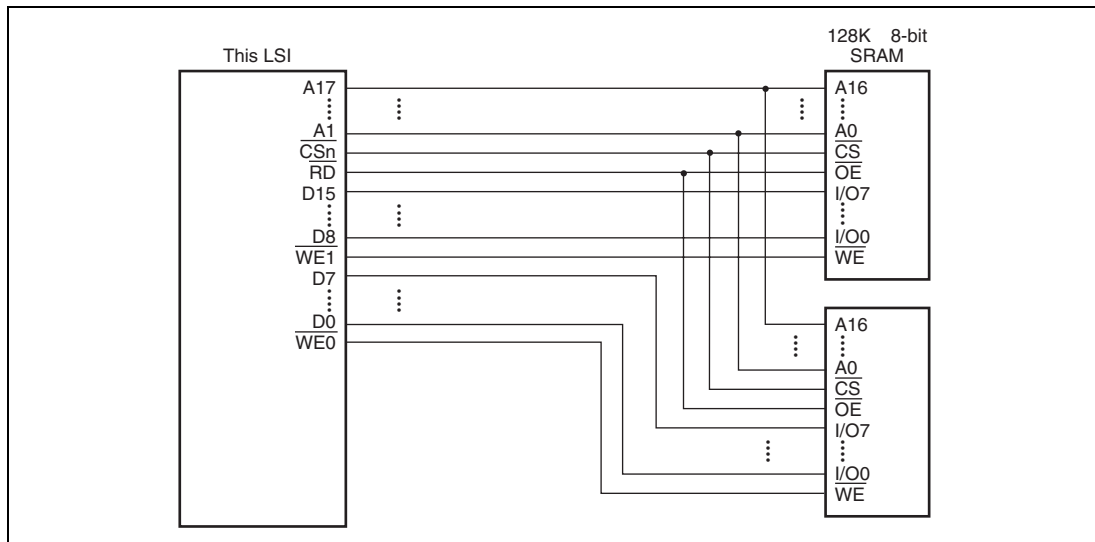 128K 8-bit
This LSI
SRAM
A17
A1
CSn
RD
D15
D8
WE1
D7
D0
WE0
A16
A0
CS
OE
I/O7
I/O0
WE
A16
A0
CS
OE
I/O7
I/O0
WE